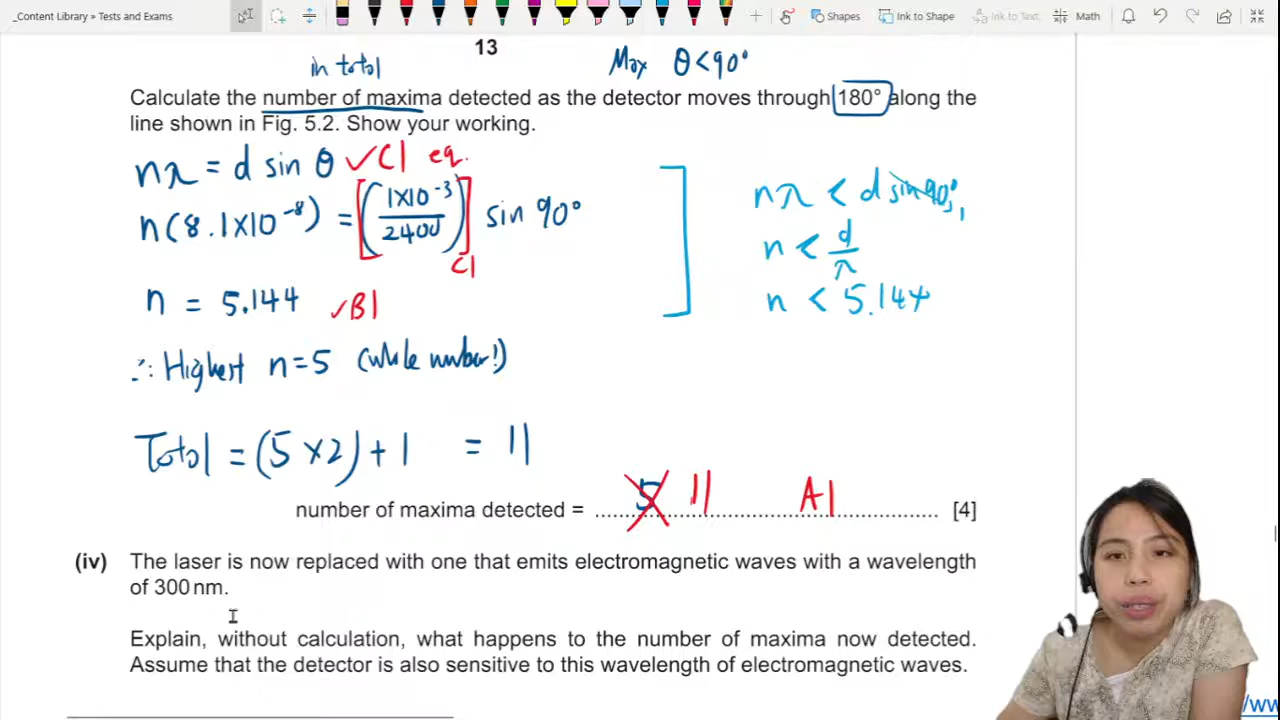 _Content Library » Tests and Exams
Shapes
Ink to Shape
Ink to Text
Math
13
in total
Max θ < 90°
Calculate the number of maxima detected as the detector moves through 180° along the
line shown in Fig. 5.2. Show your working.
nλ = d sin θ ✓C1 eq.
n(8.1×10⁻⁸) = [(1×10⁻³/2400)] sin 90°
C1
n = 5.144 ✓B1
∴ Highest n=5 (whole number!)
nλ < d sin 90°,1
n < d/λ
n < 5.144
Total = (5×2)+1 = 11
number of maxima detected = ..... 5 11 A1 ..... [4]
(iv) The laser is now replaced with one that emits electromagnetic waves with a wavelength
of 300 nm.
Explain, without calculation, what happens to the number of maxima now detected.
Assume that the detector is also sensitive to this wavelength of electromagnetic waves.